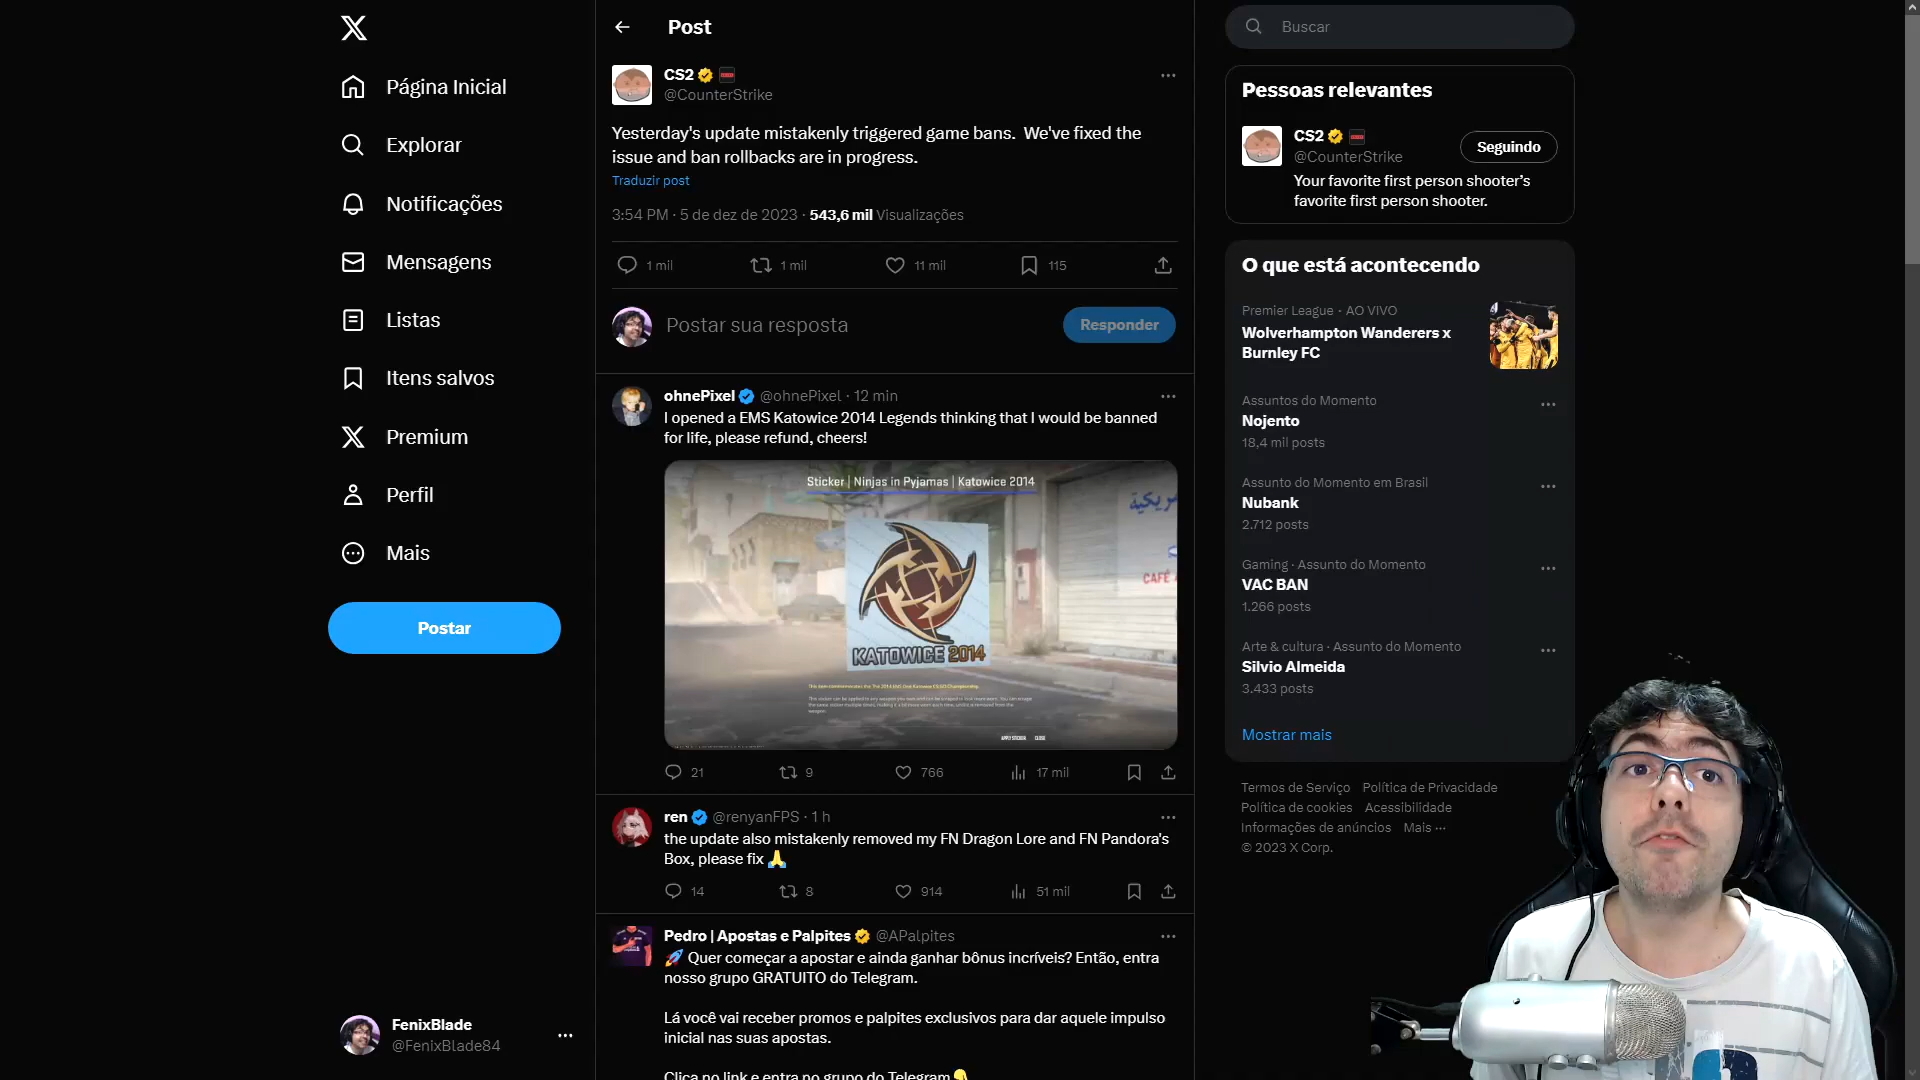 Página Inicial
Explorar
Notificações
Mensagens
Listas
Itens salvos
Premium
Perfil
Mais
Postar
FenixBlade
@FenixBlade84
Post
CS2
@CounterStrike
Yesterday's update mistakenly triggered game bans. We've fixed the
issue and ban rollbacks are in progress.
Traduzir post
3:54 PM · 5 de dez de 2023 · 543,6 mil Visualizações
1 mil
1 mil
11 mil
115
Postar sua resposta
Responder
ohnePixel @ohnePixel · 12 min
I opened a EMS Katowice 2014 Legends thinking that I would be banned
for life, please refund, cheers!
Sticker | Ninjas in Pyjamas | Katowice 2014
KATOWICE 2014
21
9
766
17 mil
ren @renyanFPS · 1 h
the update also mistakenly removed my FN Dragon Lore and FN Pandora's
Box, please fix 🙏
14
8
914
51 mil
Pedro | Apostas e Palpites @APalpites
🚀 Quer começar a apostar e ainda ganhar bônus incríveis? Então, entra
nosso grupo GRATUITO do Telegram.
Lá você vai receber promos e palpites exclusivos para dar aquele impulso
inicial nas suas apostas.
Clica no link e entra no grupo do Telegram
Buscar
Pessoas relevantes
CS2
@CounterStrike
Seguindo
Your favorite first person shooter's
favorite first person shooter.
O que está acontecendo
Premier League · AO VIVO
Wolverhampton Wanderers x
Burnley FC
Assuntos do Momento
Nojento
18,4 mil posts
Assunto do Momento em Brasil
Nubank
2.712 posts
Gaming · Assunto do Momento
VAC BAN
1.266 posts
Arte & cultura · Assunto do Momento
Silvio Almeida
3.433 posts
Mostrar mais
Termos de Serviço Política de Privacidade
Política de cookies Acessibilidade
Informações de anúncios Mais ···
© 2023 X Corp.